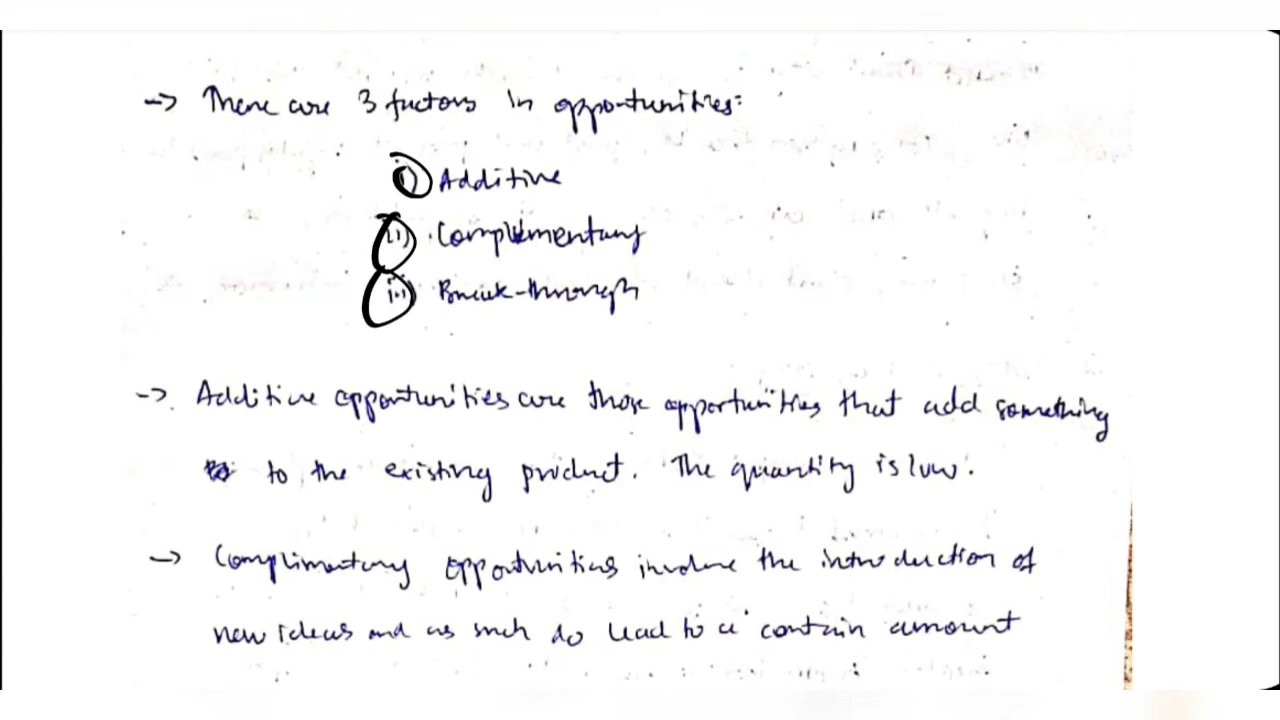 → There are 3 factors in opportunities:
i) Additive
ii) Complementary
iii) Break-through
→ Additive opportunities are those opportunities that add something
to the existing product. The quantity is low.
→ Complimentary opportunities involve the introduction of
new ideas and as such do lead to a certain amount